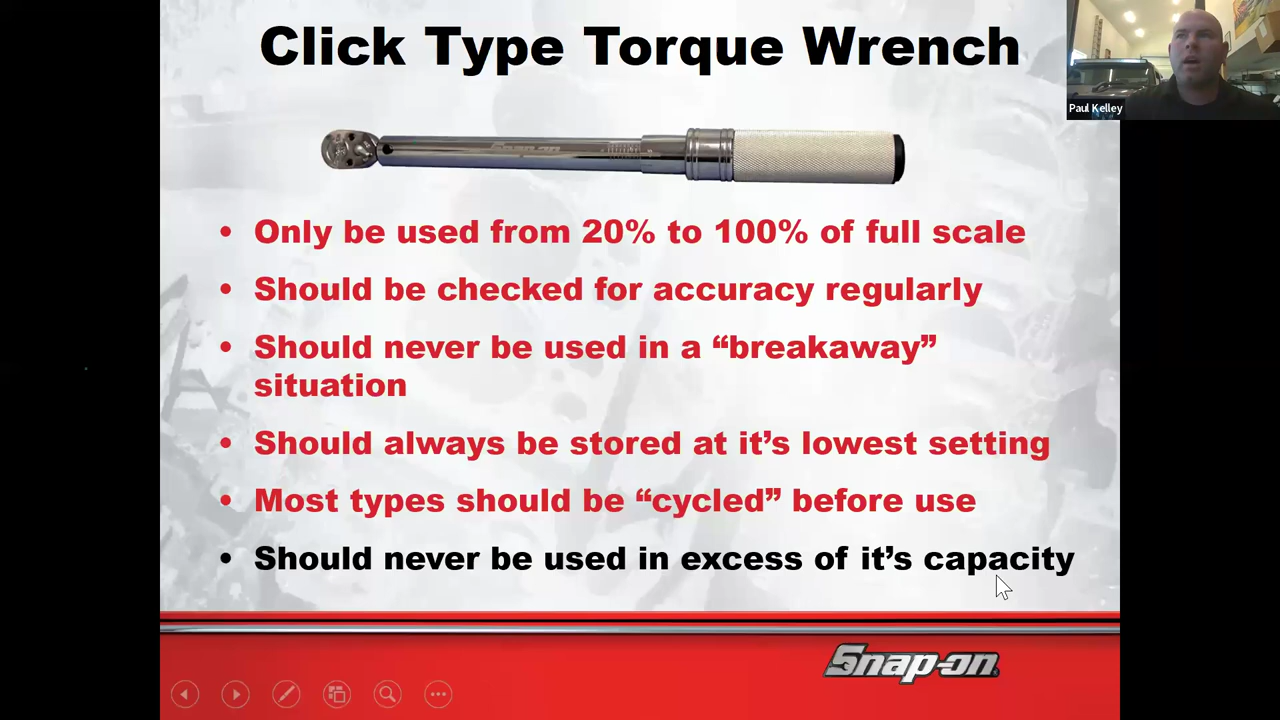 Click Type Torque Wrench
Paul Kelley
Snap-on
• Only be used from 20% to 100% of full scale
• Should be checked for accuracy regularly
• Should never be used in a “breakaway”
situation
• Should always be stored at it’s lowest setting
• Most types should be “cycled” before use
• Should never be used in excess of it’s capacity
Snap-on